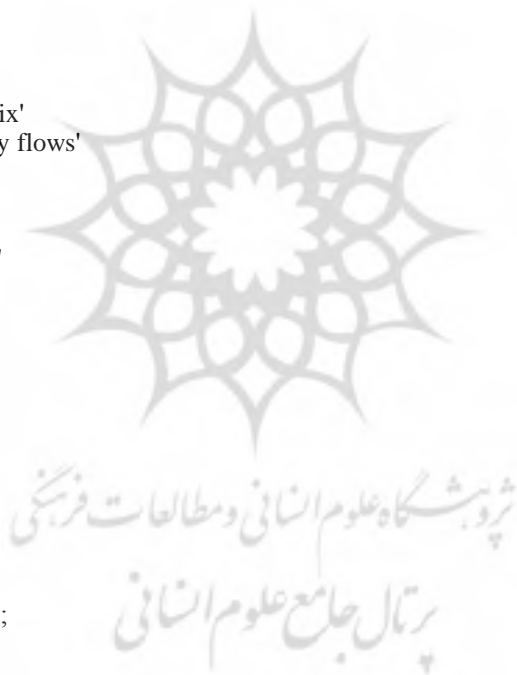 ix'
y flows'
'
پژوهشگاه علوم انسانی و مطالعات فرهنگی
پرتال جامع علوم انسانی
;